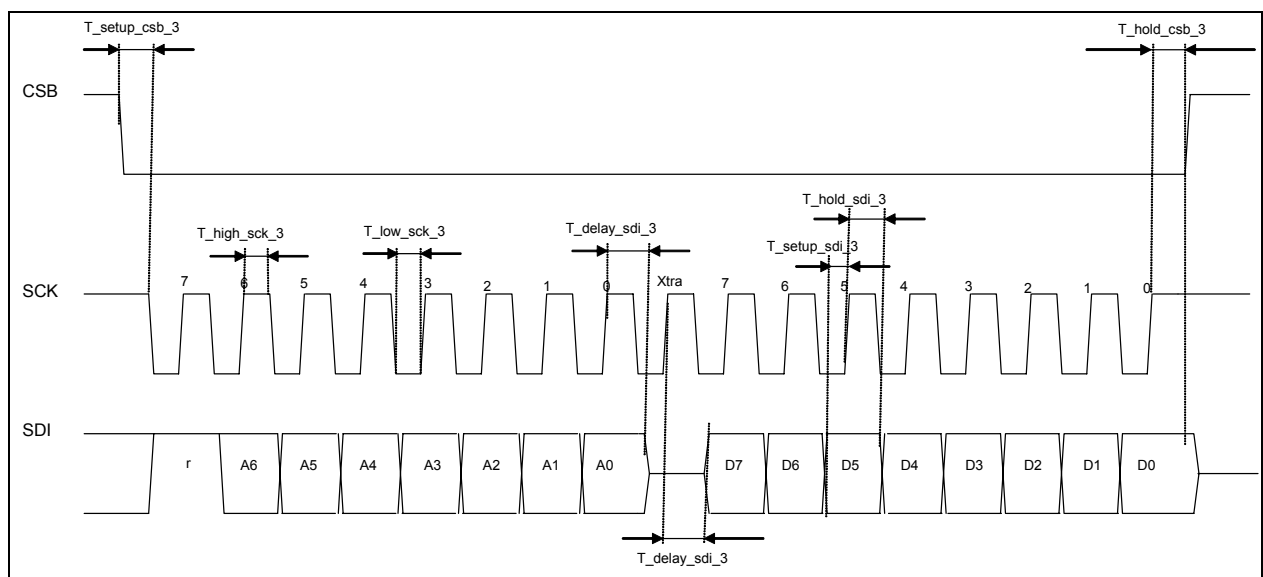 T_setup_csb_3
T_hold_csb_3
CSB
T_hold_sdi_3
T_high_sck_3
T_low_sck_3
T_delay_sdi_3
T_setup_sdi_3
SCK
7 6 5 4 3 2 1 0 Xtra 7 6 5 4 3 2 1 0
SDI
r A6 A5 A4 A3 A2 A1 A0 D7 D6 D5 D4 D3 D2 D1 D0
T_delay_sdi_3